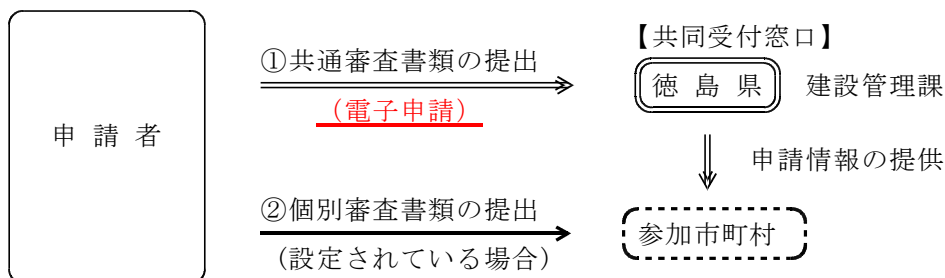 【共同受付窓口】
①共通審査書類の提出
(電子申請)
徳 島 県 建設管理課
申 請 者
申請情報の提供
②個別審査書類の提出
(設定されている場合)
参加市町村